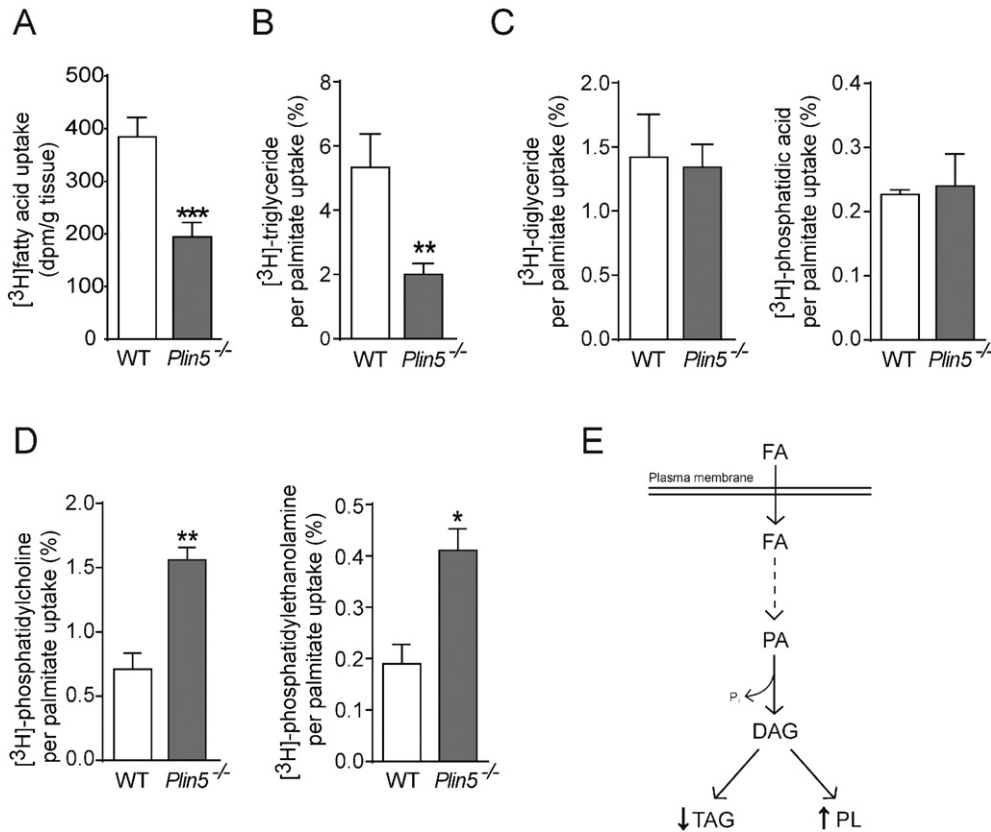 A
[³H]fatty acid uptake
(dpm/g tissue)
500
400
300
200
100
0
***
WT Plin5⁻/⁻
B
[³H]-triglyceride
per palmitate uptake (%)
8
6
4
2
0
**
WT Plin5⁻/⁻
C
[³H]-diglyceride
per palmitate uptake (%)
2.0
1.5
1.0
0.5
0.0
WT Plin5⁻/⁻
[³H]-phosphatidic acid
per palmitate uptake (%)
0.4
0.3
0.2
0.1
0.0
WT Plin5⁻/⁻
D
[³H]-phosphatidylcholine
per palmitate uptake (%)
2.0
1.5
1.0
0.5
0.0
**
WT Plin5⁻/⁻
[³H]-phosphatidylethanolamine
per palmitate uptake (%)
0.5
0.4
0.3
0.2
0.1
0.0
*
WT Plin5⁻/⁻
E
FA
Plasma membrane
FA
PA
Pᵢ
DAG
↓TAG ↑PL